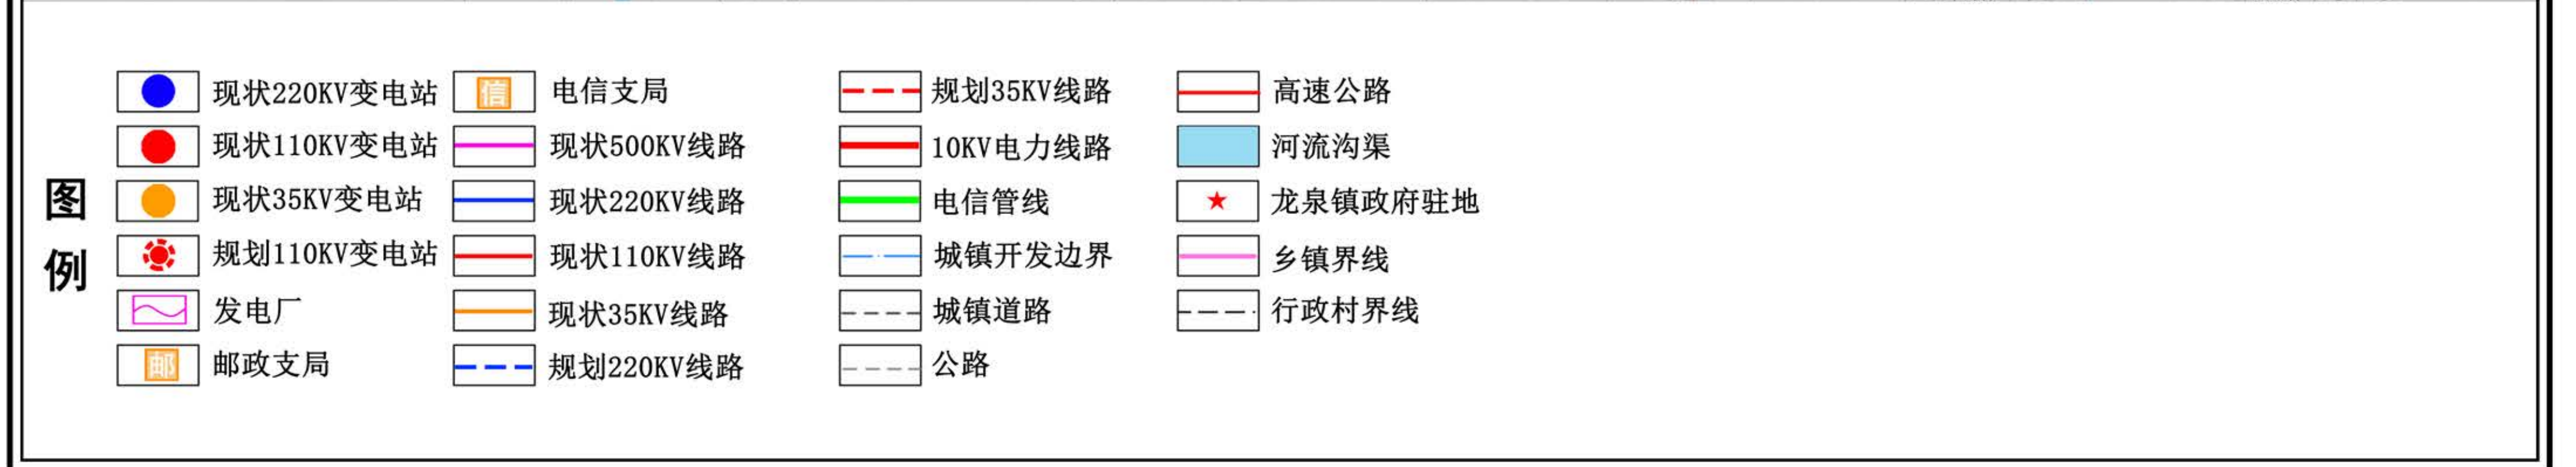 图例
现状220KV变电站
现状110KV变电站
现状35KV变电站
规划110KV变电站
发电厂
邮
邮政支局
信
电信支局
现状500KV线路
现状220KV线路
现状110KV线路
现状35KV线路
规划220KV线路
规划35KV线路
10KV电力线路
电信管线
城镇开发边界
城镇道路
公路
高速公路
河流沟渠
龙泉镇政府驻地
乡镇界线
行政村界线